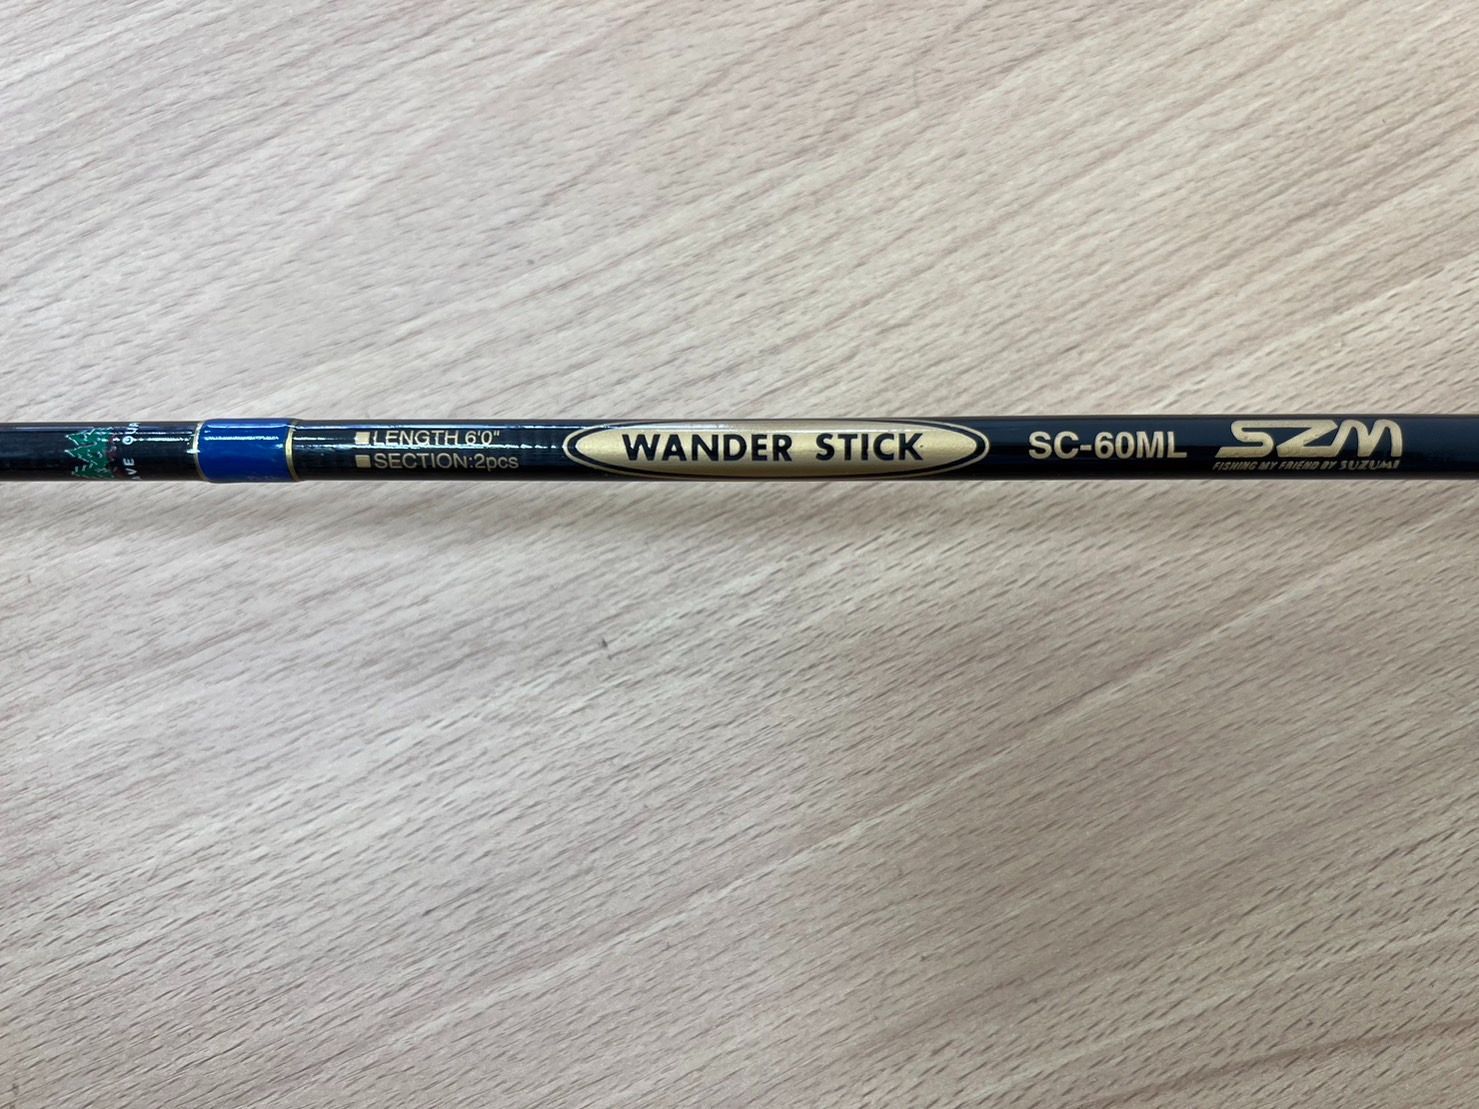 ■LENGTH 6'0"
■SECTION:2pcs
WANDER STICK
SC-60ML
SZM
FISHING MY FRIEND BY SUZUMI